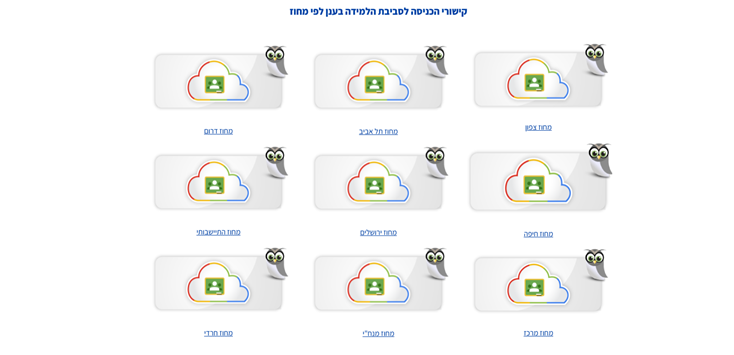 קישורי הכניסה לסביבת הלמידה בענן לפי מחוז
מחוז צפון
מחוז תל אביב
מחוז דרום
מחוז חיפה
מחוז ירושלים
מחוז התיישבותי
מחוז מרכז
מחוז מנח"י
מחוז חרדי